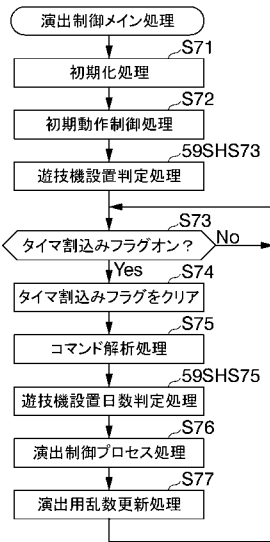 演出制御メイン処理
S71
初期化処理
S72
初期動作制御処理
59SHS73
遊技機設置判定処理
S73
タイマ割込みフラグオン？
No
Yes
S74
タイマ割込みフラグをクリア
S75
コマンド解析処理
59SHS75
遊技機設置日数判定処理
S76
演出制御プロセス処理
S77
演出用乱数更新処理